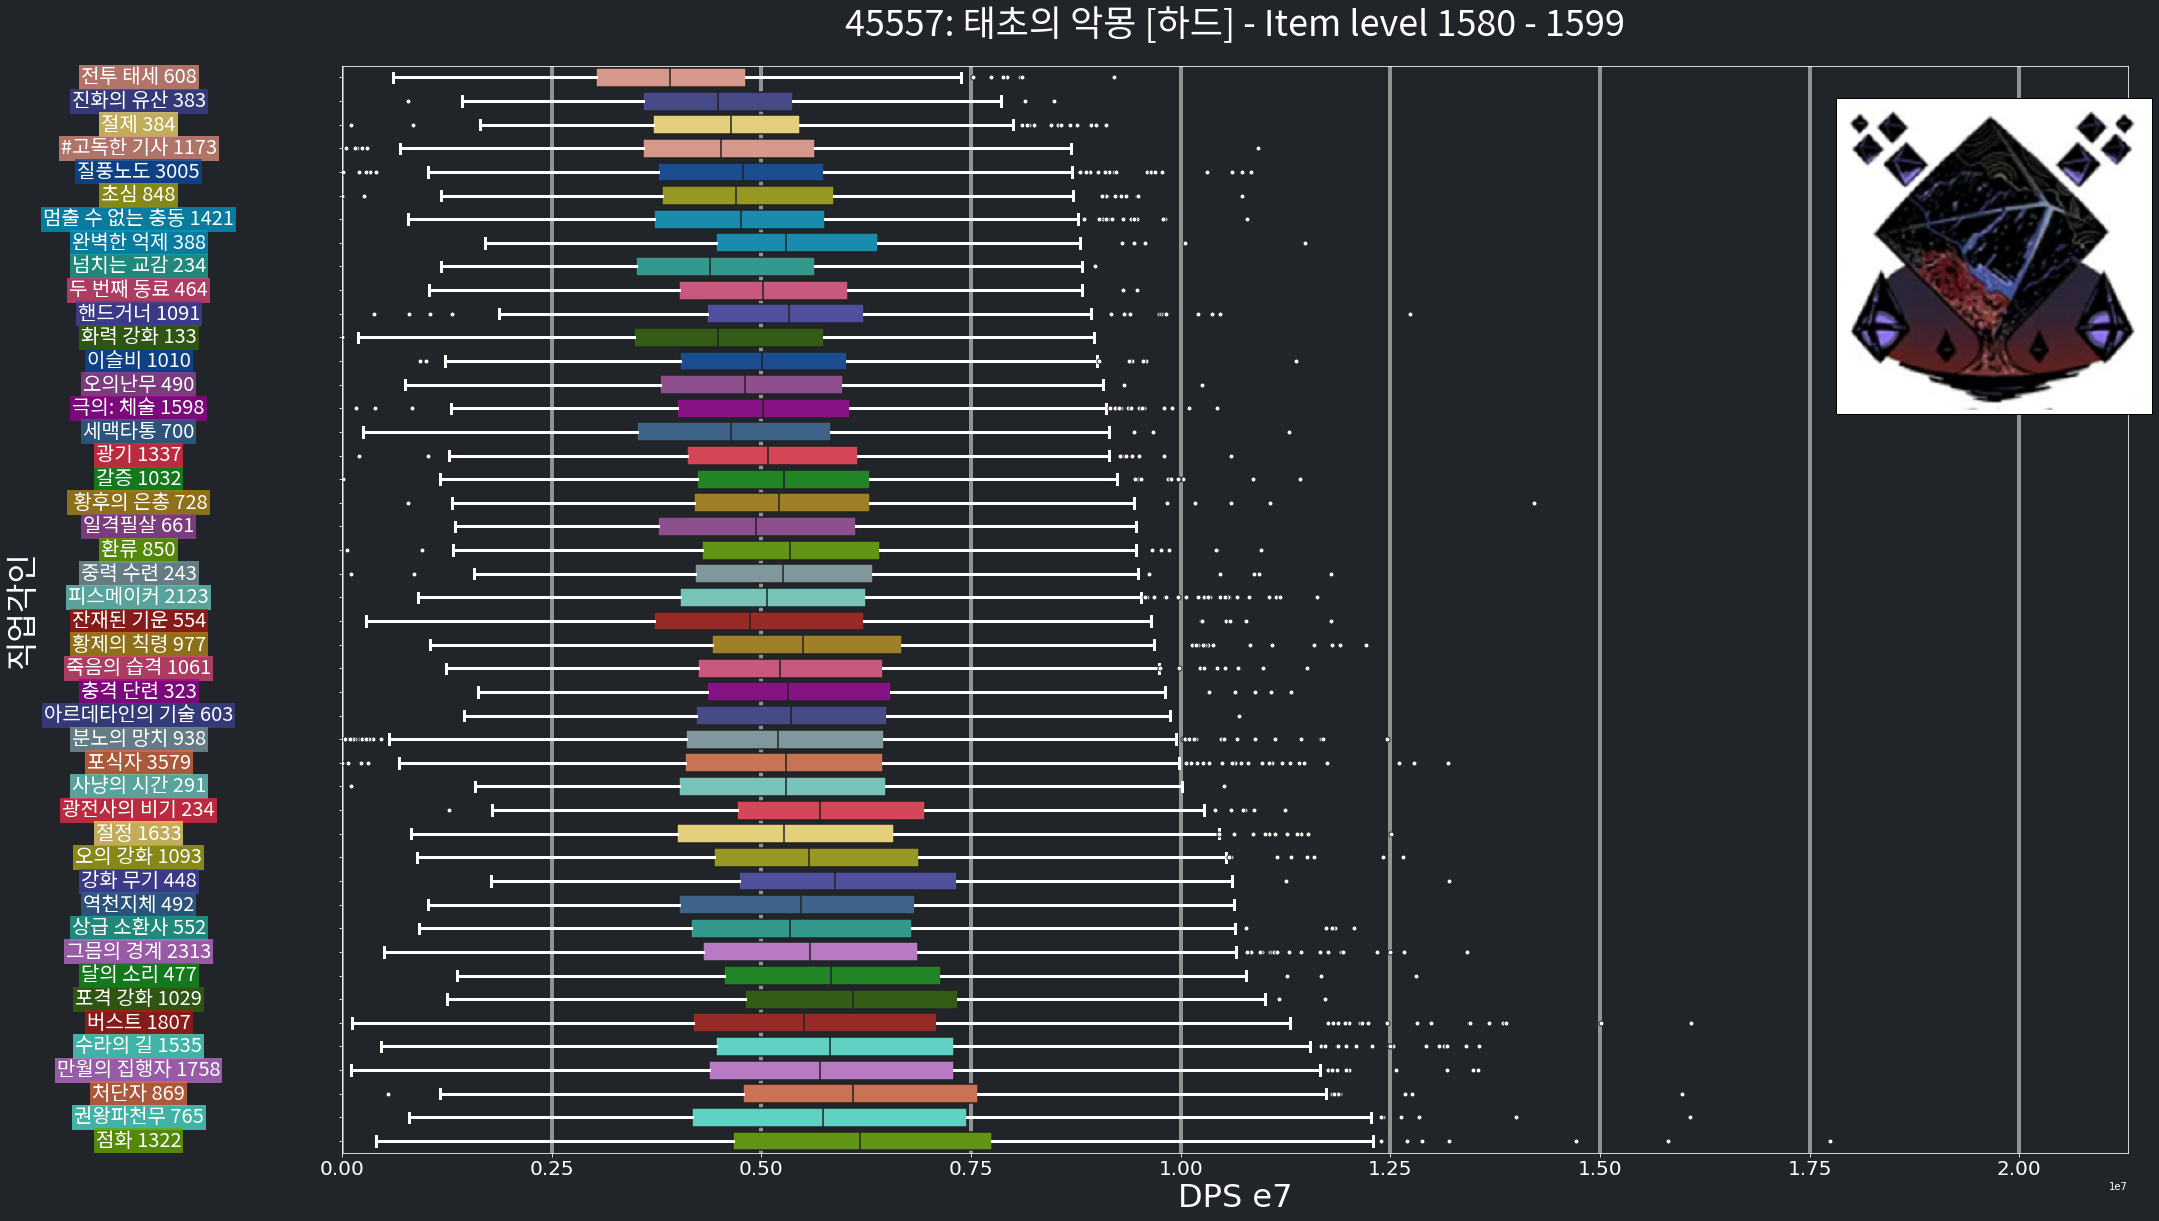 45557: 태초의 악몽 [하드] - Item level 1580 - 1599
전투 태세 608
진화의 유산 383
절제 384
#고독한 기사 1173
질풍노도 3005
초심 848
멈출 수 없는 충동 1421
완벽한 억제 388
넘치는 교감 234
두 번째 동료 464
핸드거너 1091
화력 강화 133
이슬비 1010
오의난무 490
극의: 체술 1598
세맥타통 700
광기 1337
갈증 1032
황후의 은총 728
일격필살 661
환류 850
중력 수련 243
피스메이커 2123
잔재된 기운 554
황제의 칙령 977
죽음의 습격 1061
충격 단련 323
아르데타인의 기술 603
분노의 망치 938
포식자 3579
사냥의 시간 291
광전사의 비기 234
절정 1633
오의 강화 1093
강화 무기 448
역천지체 492
상급 소환사 552
그믐의 경계 2313
달의 소리 477
포격 강화 1029
버스트 1807
수라의 길 1535
만월의 집행자 1758
처단자 869
권왕파천무 765
점화 1322
직업각인
0.00 0.25 0.50 0.75 1.00 1.25 1.50 1.75 2.00
DPS e7
1e7